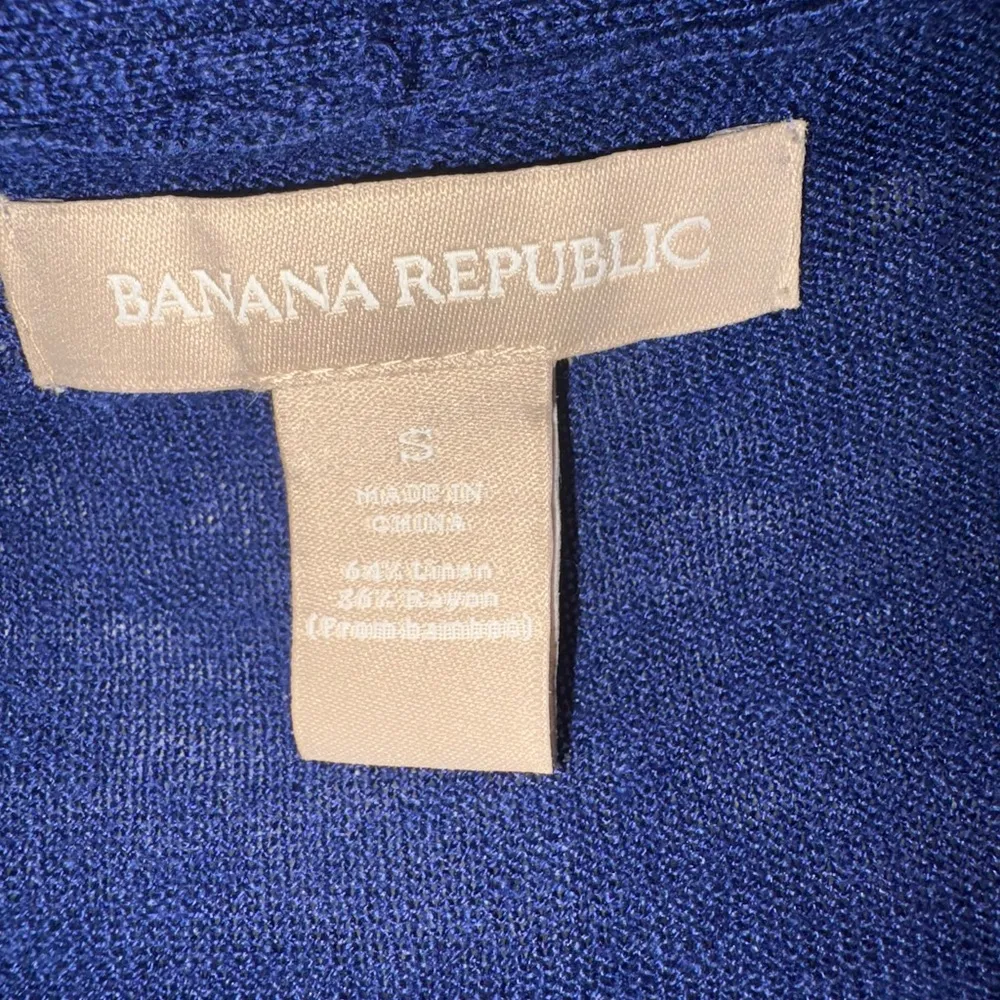 BANANA REPUBLIC
S
MADE IN
CHINA
64% Linen
36% Rayon
(From bamboo)